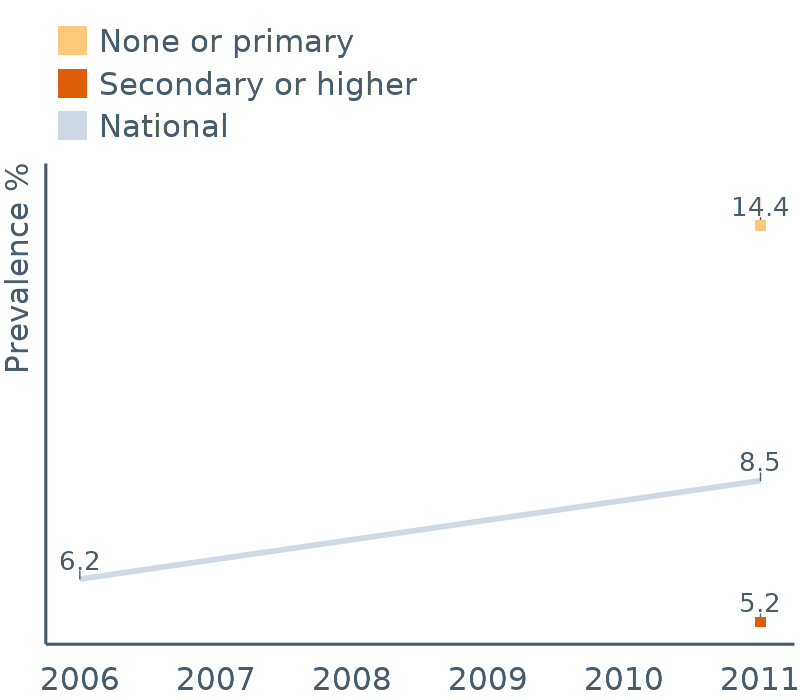 None or primary
Secondary or higher
National
Prevalence %
14.4
8.5
6.2
5.2
2006 2007 2008 2009 2010 2011